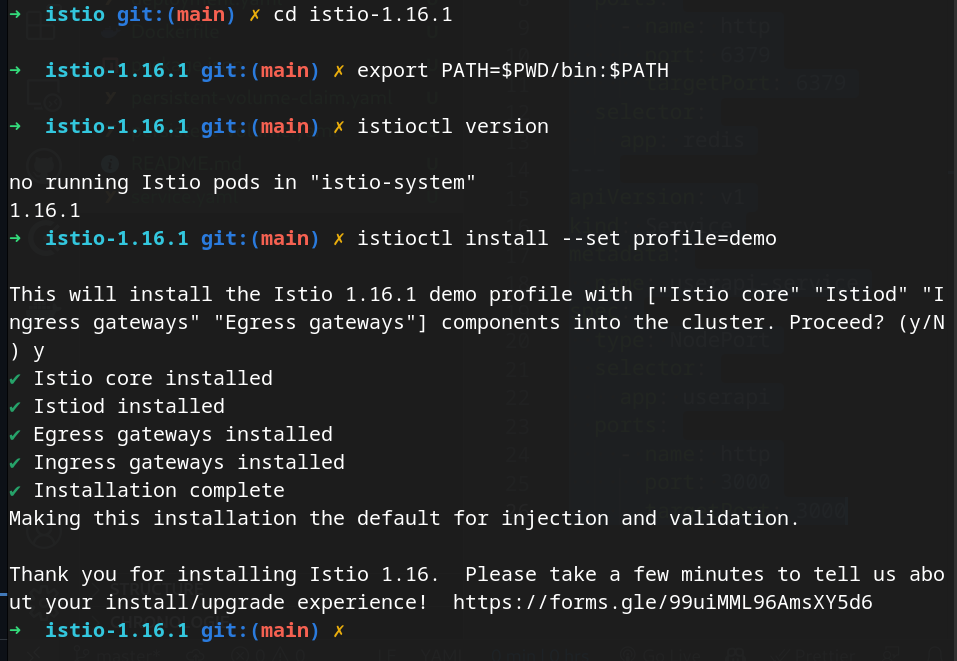 ➜ istio git:(main) ✗ cd istio-1.16.1
➜ istio-1.16.1 git:(main) ✗ export PATH=$PWD/bin:$PATH
➜ istio-1.16.1 git:(main) ✗ istioctl version
no running Istio pods in "istio-system"
1.16.1
➜ istio-1.16.1 git:(main) ✗ istioctl install --set profile=demo
This will install the Istio 1.16.1 demo profile with ["Istio core" "Istiod" "I
ngress gateways" "Egress gateways"] components into the cluster. Proceed? (y/N
) y
✔ Istio core installed
✔ Istiod installed
✔ Egress gateways installed
✔ Ingress gateways installed
✔ Installation complete
Making this installation the default for injection and validation.
Thank you for installing Istio 1.16.  Please take a few minutes to tell us abo
ut your install/upgrade experience!  https://forms.gle/99uiMML96AmsXY5d6
➜ istio-1.16.1 git:(main) ✗